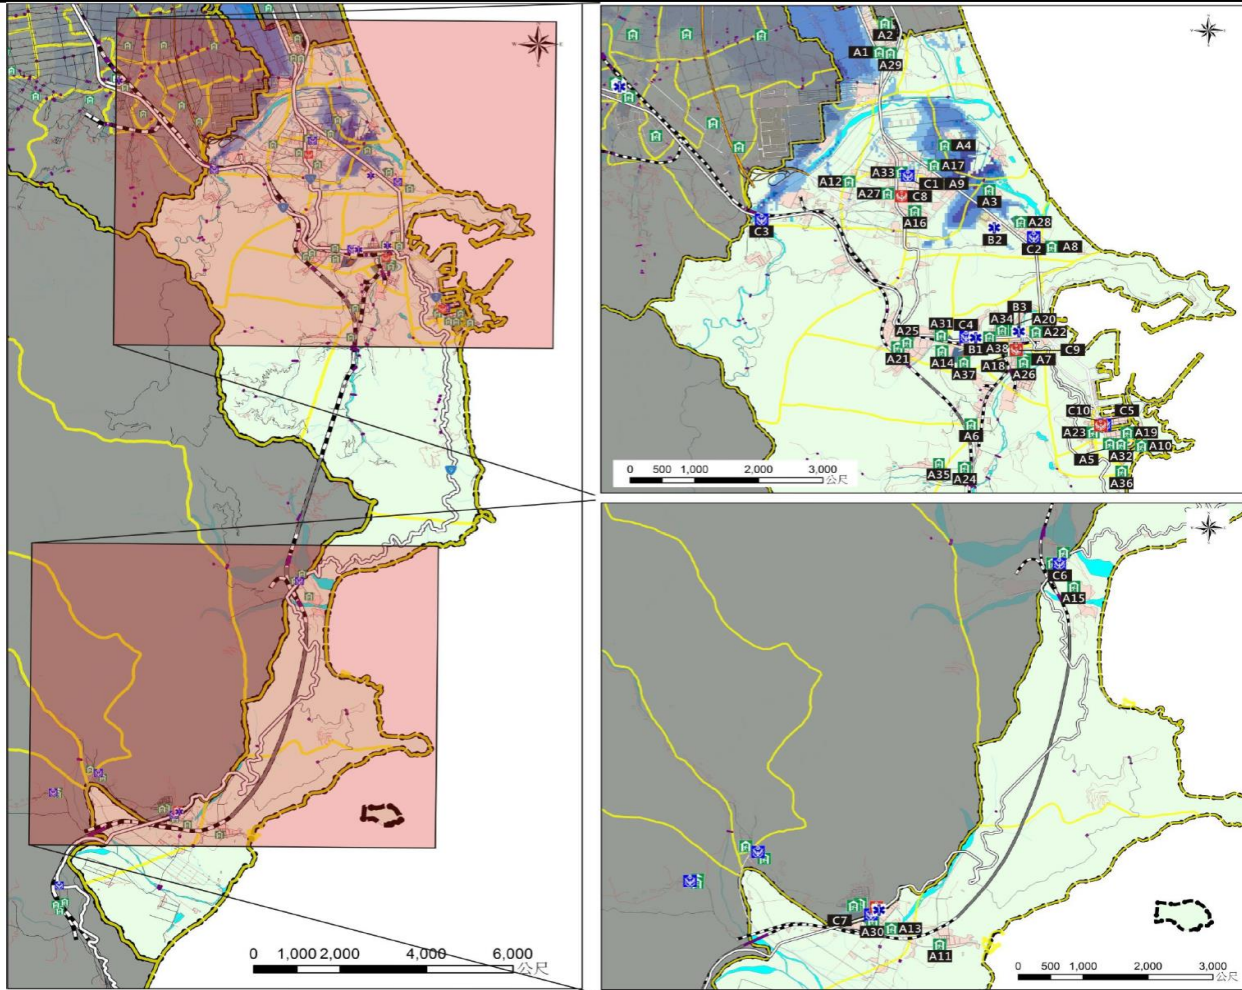 0 1,000 2,000 4,000 6,000 公尺
A2
A1
A29
A4
A33
A17
A12
C1
A9
A27
C8
A3
A16
A28
C3
B2
C2
A8
B3
A31
C4
A34
A20
A25
A22
B1
A38
C9
A21
A14
A18
A7
A37
A26
C10
C5
A6
A23
A19
A5
A32
A10
A35
A24
A36
0 500 1,000 2,000 3,000 公尺
C6
A15
C7
A30
A13
A11
0 500 1,000 2,000 3,000 公尺